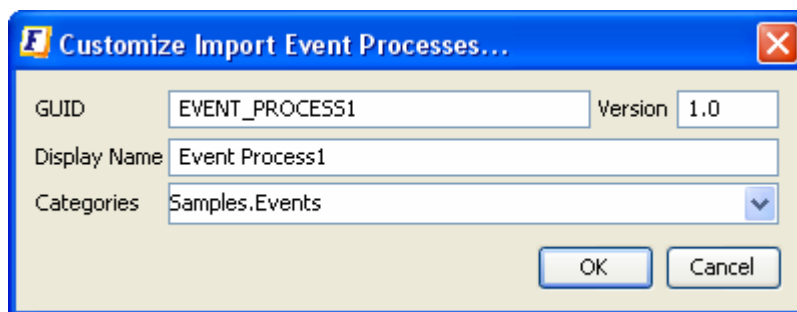 F Customize Import Event Processes...
GUID EVENT_PROCESS1 Version 1.0
Display Name Event Process1
Categories Samples.Events
OK Cancel